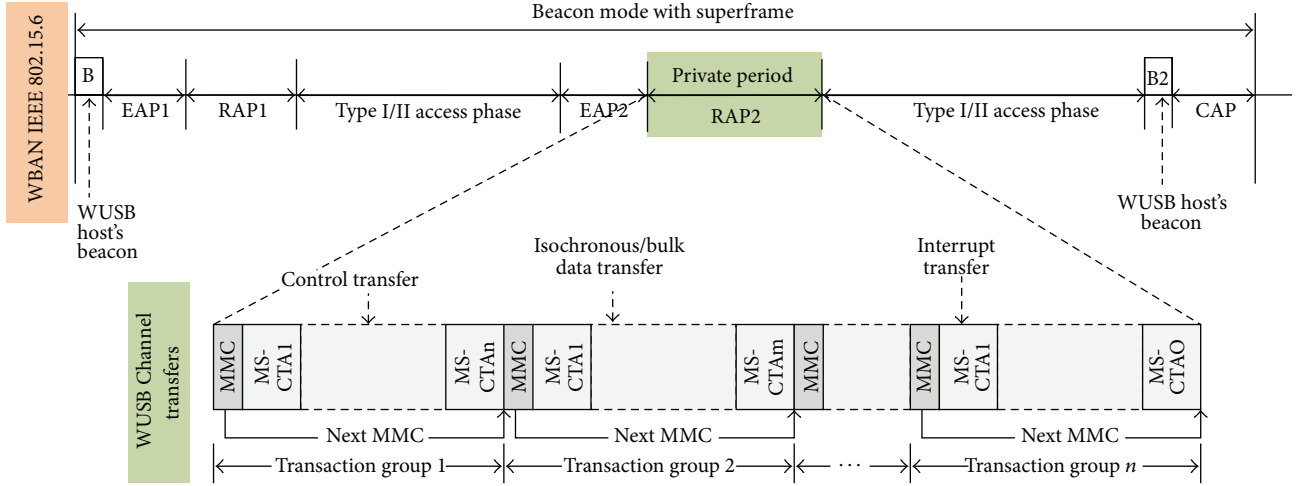 Beacon mode with superframe
WBAN IEEE 802.15.6
B
Private period
B2
EAP1
RAP1
Type I/II access phase
EAP2
RAP2
Type I/II access phase
CAP
WUSB
host's
beacon
WUSB host's
beacon
Control transfer
Isochronous/bulk
data transfer
Interrupt
transfer
WUSB Channel
transfers
MMC
MS-
CTA1
MS-
CTAn
MMC
MS-
CTA1
MS-
CTAm
MMC
MMC
MS-
CTA1
MS-
CTAO
Next MMC
Next MMC
Next MMC
Transaction group 1
Transaction group 2
⋯
Transaction group n